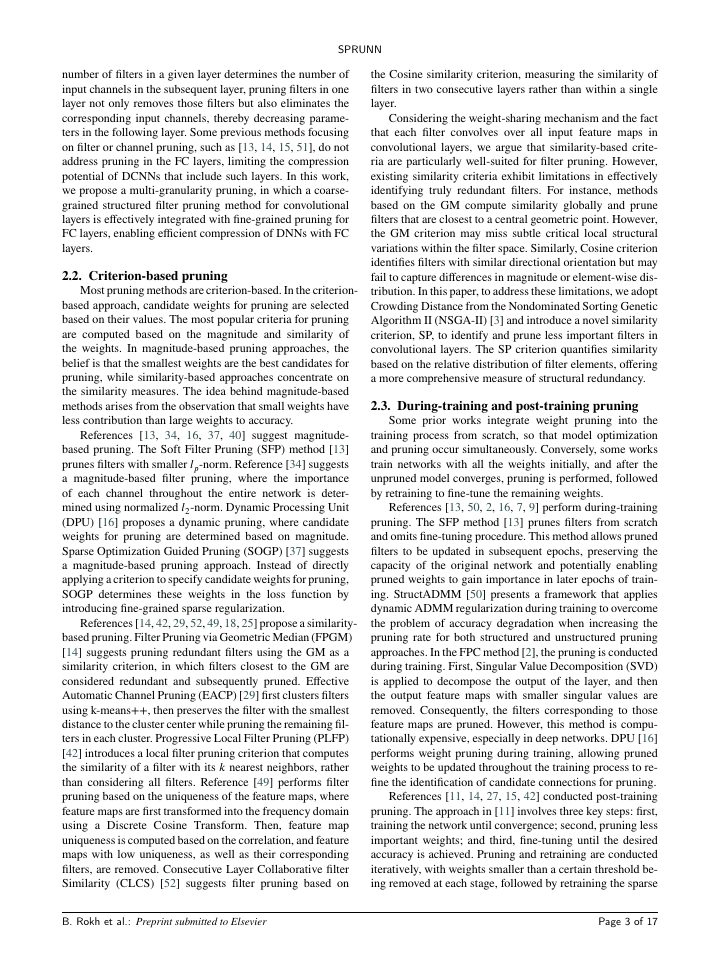 SPRUNN
number of filters in a given layer determines the number of
input channels in the subsequent layer, pruning filters in one
layer not only removes those filters but also eliminates the
corresponding input channels, thereby decreasing parame-
ters in the following layer. Some previous methods focusing
on filter or channel pruning, such as [13, 14, 15, 51], do not
address pruning in the FC layers, limiting the compression
potential of DCNNs that include such layers. In this work,
we propose a multi-granularity pruning, in which a coarse-
grained structured filter pruning method for convolutional
layers is effectively integrated with fine-grained pruning for
FC layers, enabling efficient compression of DNNs with FC
layers.
2.2. Criterion-based pruning
Most pruning methods are criterion-based. In the criterion-
based approach, candidate weights for pruning are selected
based on their values. The most popular criteria for pruning
are computed based on the magnitude and similarity of
the weights. In magnitude-based pruning approaches, the
belief is that the smallest weights are the best candidates for
pruning, while similarity-based approaches concentrate on
the similarity measures. The idea behind magnitude-based
methods arises from the observation that small weights have
less contribution than large weights to accuracy.
References [13, 34, 16, 37, 40] suggest magnitude-
based pruning. The Soft Filter Pruning (SFP) method [13]
prunes filters with smaller lp-norm. Reference [34] suggests
a magnitude-based filter pruning, where the importance
of each channel throughout the entire network is deter-
mined using normalized l2-norm. Dynamic Processing Unit
(DPU) [16] proposes a dynamic pruning, where candidate
weights for pruning are determined based on magnitude.
Sparse Optimization Guided Pruning (SOGP) [37] suggests
a magnitude-based pruning approach. Instead of directly
applying a criterion to specify candidate weights for pruning,
SOGP determines these weights in the loss function by
introducing fine-grained sparse regularization.
References [14, 42, 29, 52, 49, 18, 25] propose a similarity-
based pruning. Filter Pruning via Geometric Median (FPGM)
[14] suggests pruning redundant filters using the GM as a
similarity criterion, in which filters closest to the GM are
considered redundant and subsequently pruned. Effective
Automatic Channel Pruning (EACP) [29] first clusters filters
using k-means++, then preserves the filter with the smallest
distance to the cluster center while pruning the remaining fil-
ters in each cluster. Progressive Local Filter Pruning (PLFP)
[42] introduces a local filter pruning criterion that computes
the similarity of a filter with its k nearest neighbors, rather
than considering all filters. Reference [49] performs filter
pruning based on the uniqueness of the feature maps, where
feature maps are first transformed into the frequency domain
using a Discrete Cosine Transform. Then, feature map
uniqueness is computed based on the correlation, and feature
maps with low uniqueness, as well as their corresponding
filters, are removed. Consecutive Layer Collaborative filter
Similarity (CLCS) [52] suggests filter pruning based on
the Cosine similarity criterion, measuring the similarity of
filters in two consecutive layers rather than within a single
layer.
Considering the weight-sharing mechanism and the fact
that each filter convolves over all input feature maps in
convolutional layers, we argue that similarity-based crite-
ria are particularly well-suited for filter pruning. However,
existing similarity criteria exhibit limitations in effectively
identifying truly redundant filters. For instance, methods
based on the GM compute similarity globally and prune
filters that are closest to a central geometric point. However,
the GM criterion may miss subtle critical local structural
variations within the filter space. Similarly, Cosine criterion
identifies filters with similar directional orientation but may
fail to capture differences in magnitude or element-wise dis-
tribution. In this paper, to address these limitations, we adopt
Crowding Distance from the Nondominated Sorting Genetic
Algorithm II (NSGA-II) [3] and introduce a novel similarity
criterion, SP, to identify and prune less important filters in
convolutional layers. The SP criterion quantifies similarity
based on the relative distribution of filter elements, offering
a more comprehensive measure of structural redundancy.
2.3. During-training and post-training pruning
Some prior works integrate weight pruning into the
training process from scratch, so that model optimization
and pruning occur simultaneously. Conversely, some works
train networks with all the weights initially, and after the
unpruned model converges, pruning is performed, followed
by retraining to fine-tune the remaining weights.
References [13, 50, 2, 16, 7, 9] perform during-training
pruning. The SFP method [13] prunes filters from scratch
and omits fine-tuning procedure. This method allows pruned
filters to be updated in subsequent epochs, preserving the
capacity of the original network and potentially enabling
pruned weights to gain importance in later epochs of train-
ing. StructADMM [50] presents a framework that applies
dynamic ADMM regularization during training to overcome
the problem of accuracy degradation when increasing the
pruning rate for both structured and unstructured pruning
approaches. In the FPC method [2], the pruning is conducted
during training. First, Singular Value Decomposition (SVD)
is applied to decompose the output of the layer, and then
the output feature maps with smaller singular values are
removed. Consequently, the filters corresponding to those
feature maps are pruned. However, this method is compu-
tationally expensive, especially in deep networks. DPU [16]
performs weight pruning during training, allowing pruned
weights to be updated throughout the training process to re-
fine the identification of candidate connections for pruning.
References [11, 14, 27, 15, 42] conducted post-training
pruning. The approach in [11] involves three key steps: first,
training the network until convergence; second, pruning less
important weights; and third, fine-tuning until the desired
accuracy is achieved. Pruning and retraining are conducted
iteratively, with weights smaller than a certain threshold be-
ing removed at each stage, followed by retraining the sparse
B. Rokh et al.: Preprint submitted to Elsevier
Page 3 of 17